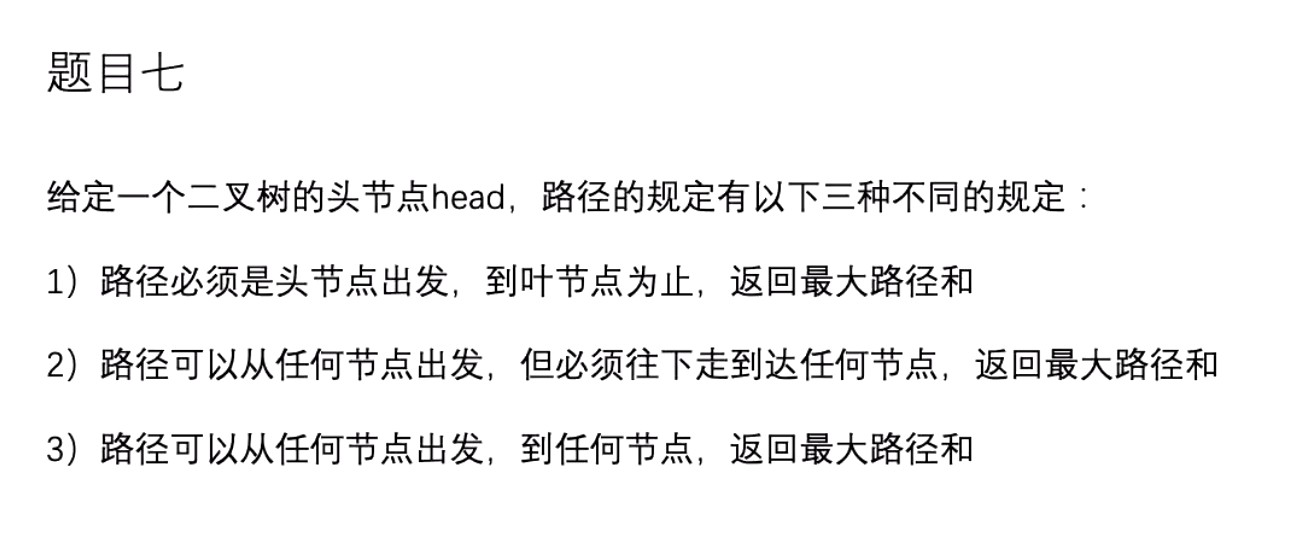 题目七
给定一个二叉树的头节点head，路径的规定有以下三种不同的规定：
1）路径必须是头节点出发，到叶节点为止，返回最大路径和
2）路径可以从任何节点出发，但必须往下走到达任何节点，返回最大路径和
3）路径可以从任何节点出发，到任何节点，返回最大路径和